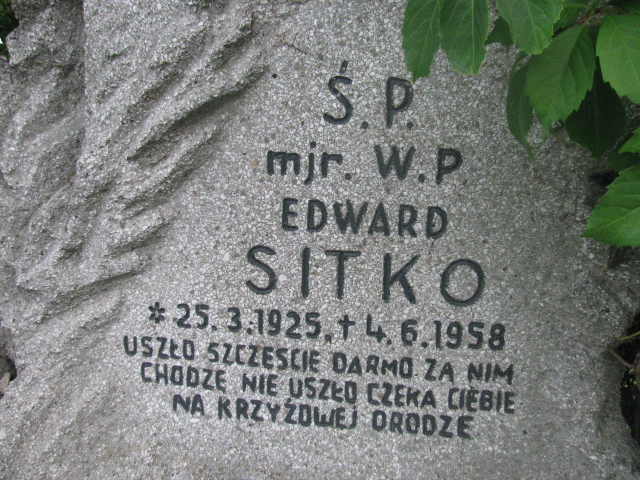 Ś.P.
mjr. W.P
EDWARD
SITKO
* 25.3.1925, † 4.6.1958
USZŁO SZCZĘSCIE DARMO ZA NIM
CHODZĘ NIE USZŁO CZEKA CIEBIE
NA KRZYŻOWEJ DRODZE